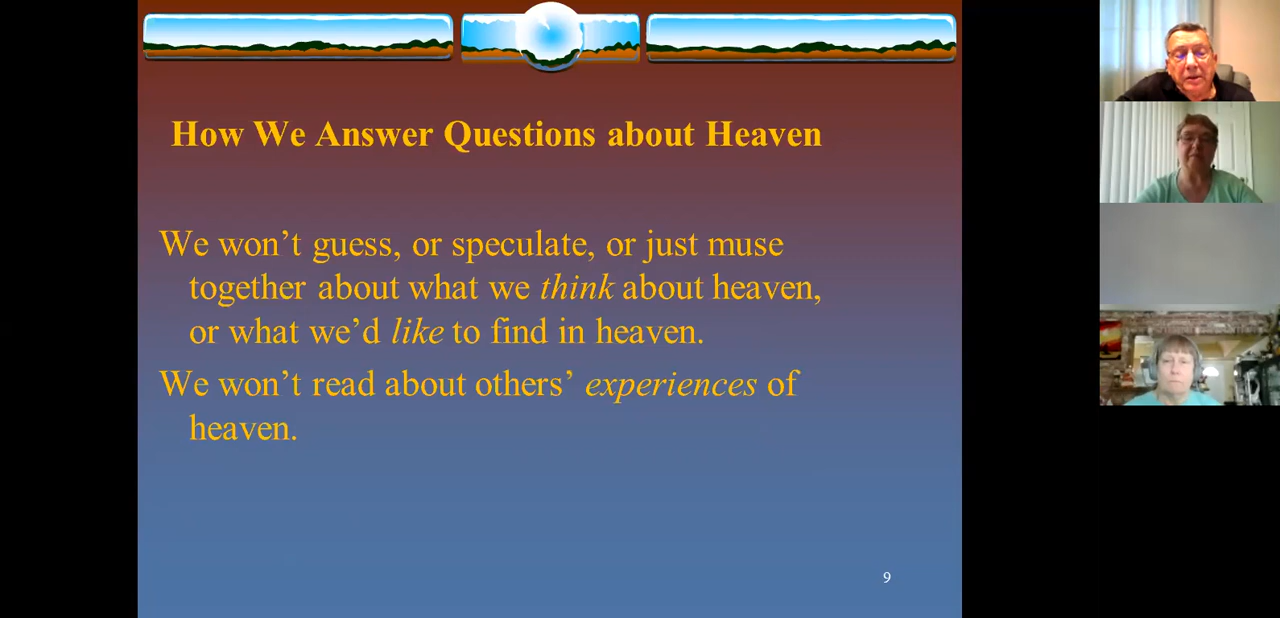 How We Answer Questions about Heaven
We won’t guess, or speculate, or just muse
together about what we think about heaven,
or what we’d like to find in heaven.
We won’t read about others’ experiences of
heaven.
9